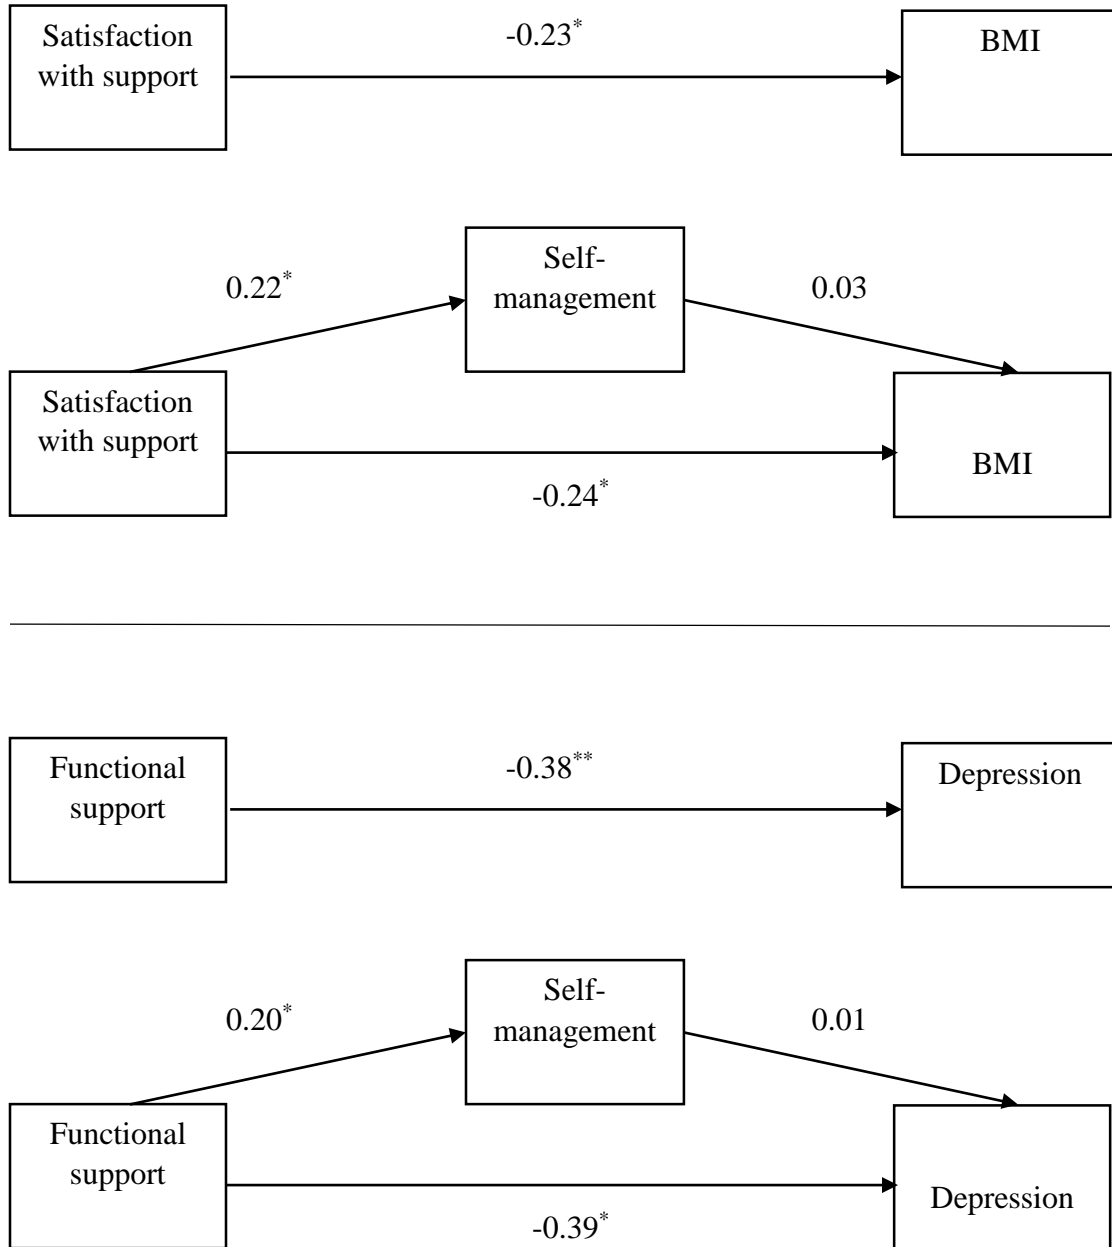 Satisfaction
with support
-0.23*
BMI
Self-
management
0.22*
0.03
Satisfaction
with support
BMI
-0.24*
Functional
support
-0.38**
Depression
Self-
management
0.20*
0.01
Functional
support
Depression
-0.39*